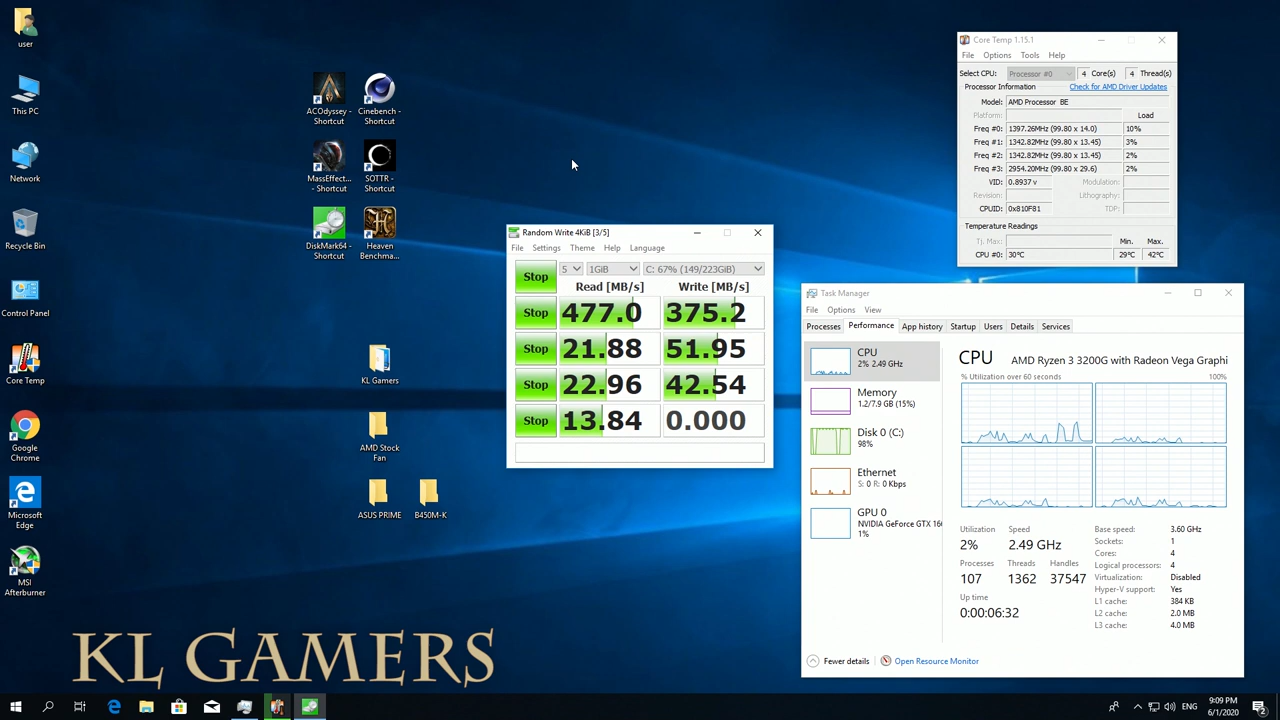 user
This PC
Network
Recycle Bin
Control Panel
Core Temp
Google
Chrome
Microsoft
Edge
MSI
Afterburner
ACOdyssey -
Shortcut
Cinebench -
Shortcut
MassEffect...
- Shortcut
SOTTR -
Shortcut
DiskMark64 -
Shortcut
Heaven
Benchma...
KL Gamers
AMD Stock
Fan
ASUS PRIME
B450M-K
KL GAMERS
Random Write 4KiB [3/5]
File Settings Theme Help Language
Stop 5 1GiB C: 67% (149/223GiB)
Read [MB/s] Write [MB/s]
Stop 477.0 375.2
Stop 21.88 51.95
Stop 22.96 42.54
Stop 13.84 0.000
Core Temp 1.15.1
File Options Tools Help
Select CPU: Processor #0 4 Core(s) 4 Thread(s)
Processor Information Check for AMD Driver Updates
Model: AMD Processor BE
Platform: Load
Freq #0: 1397.26MHz (99.80 x 14.0) 10%
Freq #1: 1342.82MHz (99.80 x 13.45) 3%
Freq #2: 1342.82MHz (99.80 x 13.45) 2%
Freq #3: 2954.20MHz (99.80 x 29.6) 2%
VID: 0.8937 v Modulation:
Revision: Lithography:
CPUID: 0x810F81 TDP:
Temperature Readings
Tj. Max: Min. Max.
CPU #0: 30°C 29°C 42°C
Task Manager
File Options View
Processes Performance App history Startup Users Details Services
CPU
2% 2.49 GHz
Memory
1.2/7.9 GB (15%)
Disk 0 (C:)
98%
Ethernet
S: 0 R: 0 Kbps
GPU 0
NVIDIA GeForce GTX 16
1%
CPU AMD Ryzen 3 3200G with Radeon Vega Graphi
% Utilization over 60 seconds 100%
Utilization Speed
2% 2.49 GHz
Processes Threads Handles
107 1362 37547
Up time
0:00:06:32
Base speed: 3.60 GHz
Sockets: 1
Cores: 4
Logical processors: 4
Virtualization: Disabled
Hyper-V support: Yes
L1 cache: 384 KB
L2 cache: 2.0 MB
L3 cache: 4.0 MB
Fewer details Open Resource Monitor
ENG
9:09 PM
6/1/2020
2